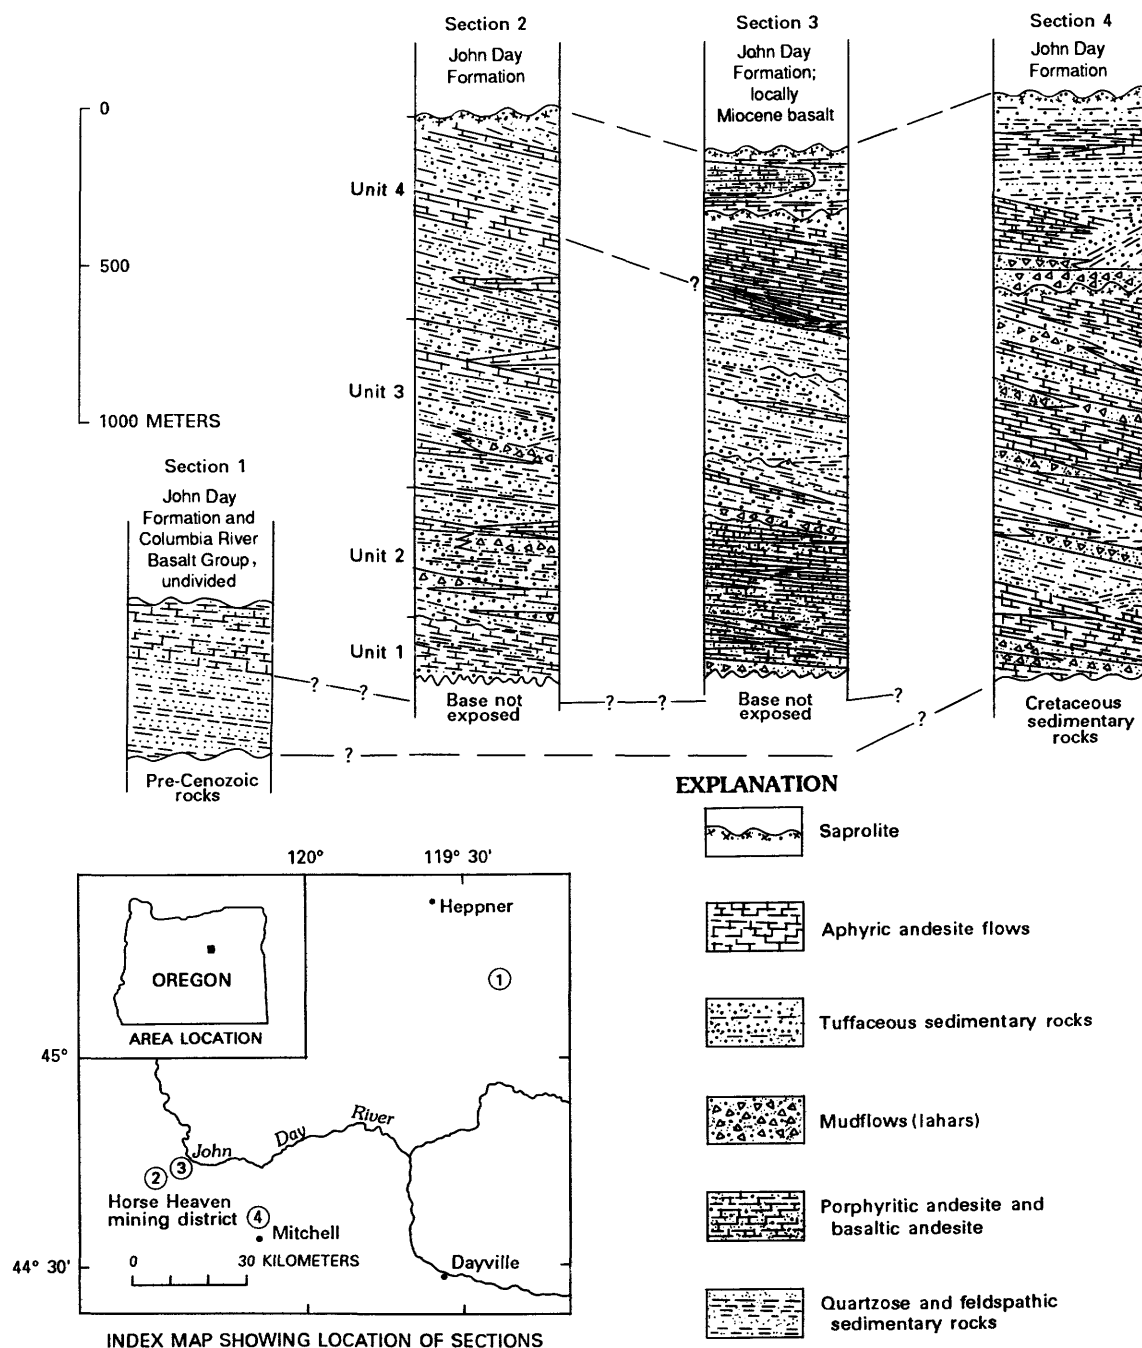 Section 2
John Day
Formation
Section 3
John Day
Formation;
locally
Miocene basalt
Section 4
John Day
Formation
0
500
1000 METERS
Unit 4
Unit 3
Unit 2
Unit 1
Section 1
John Day
Formation and
Columbia River
Basalt Group,
undivided
?
?
?
?
?
?
?
?
Base not
exposed
Base not
exposed
Cretaceous
sedimentary
rocks
Pre-Cenozoic
rocks
EXPLANATION
Saprolite
Aphyric andesite flows
Tuffaceous sedimentary rocks
Mudflows (lahars)
Porphyritic andesite and
basaltic andesite
Quartzose and feldspathic
sedimentary rocks
120°
119° 30'
Heppner
1
OREGON
AREA LOCATION
45°
John Day River
2
3
Horse Heaven
mining district
4
Mitchell
0 30 KILOMETERS
Dayville
44° 30'
INDEX MAP SHOWING LOCATION OF SECTIONS